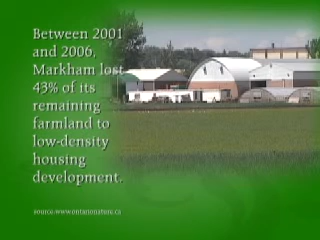 Between 2001
and 2006,
Markham lost
43% of its
remaining
farmland to
low-density
housing
development.
source:www.ontarionature.ca